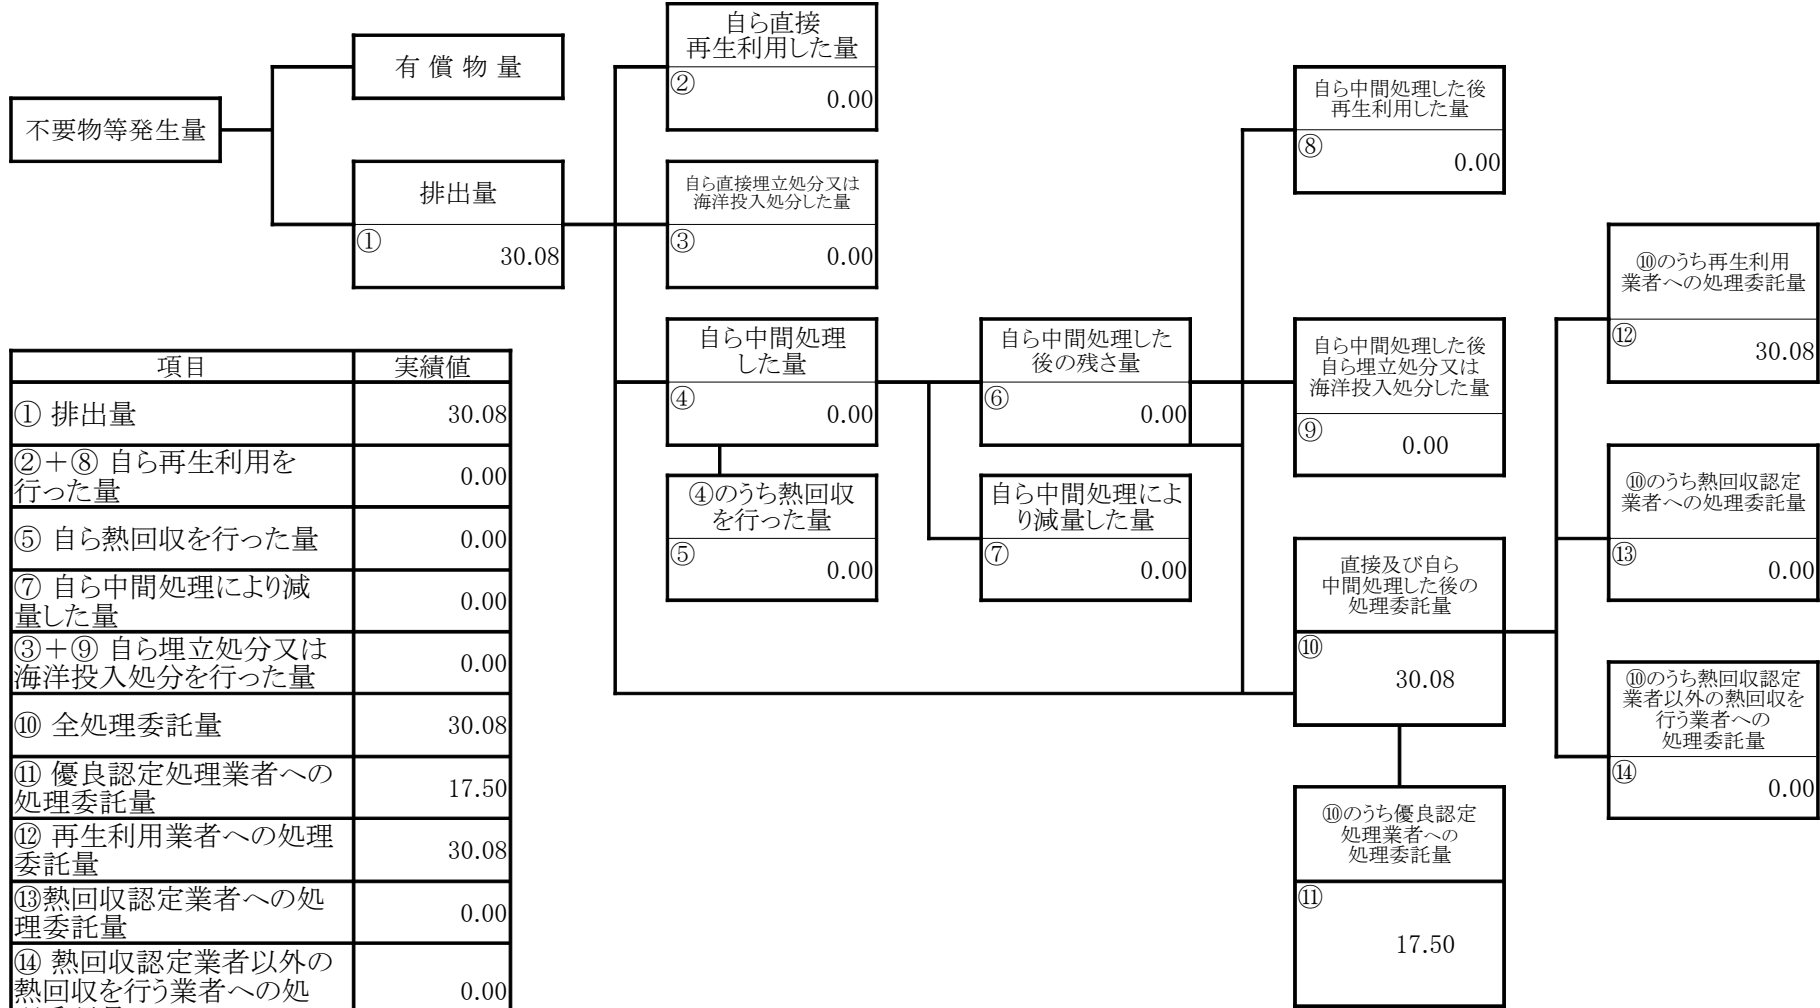 不要物等発生量
有 償 物 量
排出量
①
30.08
自ら直接
再生利用した量
②
0.00
自ら直接埋立処分又は
海洋投入処分した量
③
0.00
自ら中間処理
した量
④
0.00
④のうち熱回収
を行った量
⑤
0.00
自ら中間処理した
後の残さ量
⑥
0.00
自ら中間処理によ
り減量した量
⑦
0.00
自ら中間処理した後
再生利用した量
⑧
0.00
自ら中間処理した後
自ら埋立処分又は
海洋投入処分した量
⑨
0.00
直接及び自ら
中間処理した後の
処理委託量
⑩
30.08
⑩のうち優良認定
処理業者への
処理委託量
⑪
17.50
⑩のうち再生利用
業者への処理委託量
⑫
30.08
⑩のうち熱回収認定
業者への処理委託量
⑬
0.00
⑩のうち熱回収認定
業者以外の熱回収を
行う業者への
処理委託量
⑭
0.00
項目 実績値
① 排出量 30.08
②＋⑧ 自ら再生利用を
行った量 0.00
⑤ 自ら熱回収を行った量 0.00
⑦ 自ら中間処理により減
量した量 0.00
③＋⑨ 自ら埋立処分又は
海洋投入処分を行った量 0.00
⑩ 全処理委託量 30.08
⑪ 優良認定処理業者への
処理委託量 17.50
⑫ 再生利用業者への処理
委託量 30.08
⑬熱回収認定業者への処
理委託量 0.00
⑭ 熱回収認定業者以外の
熱回収を行う業者への処 0.00